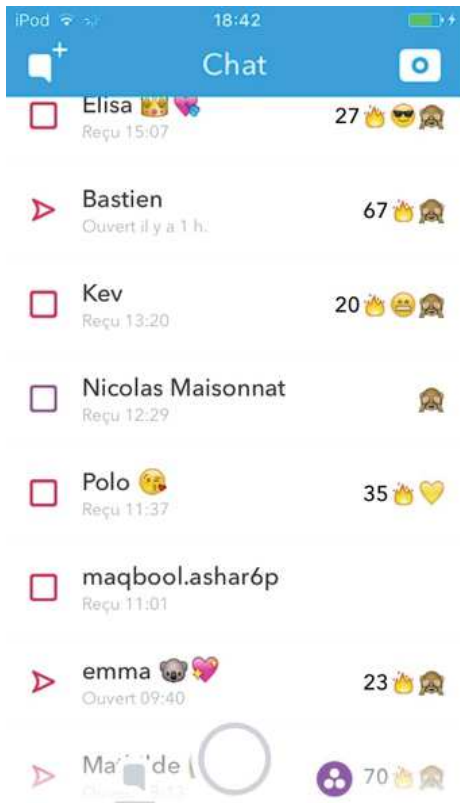 iPod 18:42
Chat
Elisa 👸💘 27🔥😎🙈
Reçu 15:07
Bastien 67🔥🙈
Ouvert il y a 1 h.
Kev 20🔥😬🙈
Reçu 13:20
Nicolas Maisonnat 🙈
Reçu 12:29
Polo 😘 35🔥💛
Reçu 11:37
maqbool.ashar6p
Reçu 11:01
emma 🐨💖 23🔥🙈
Ouvert 09:40
70🔥🙈